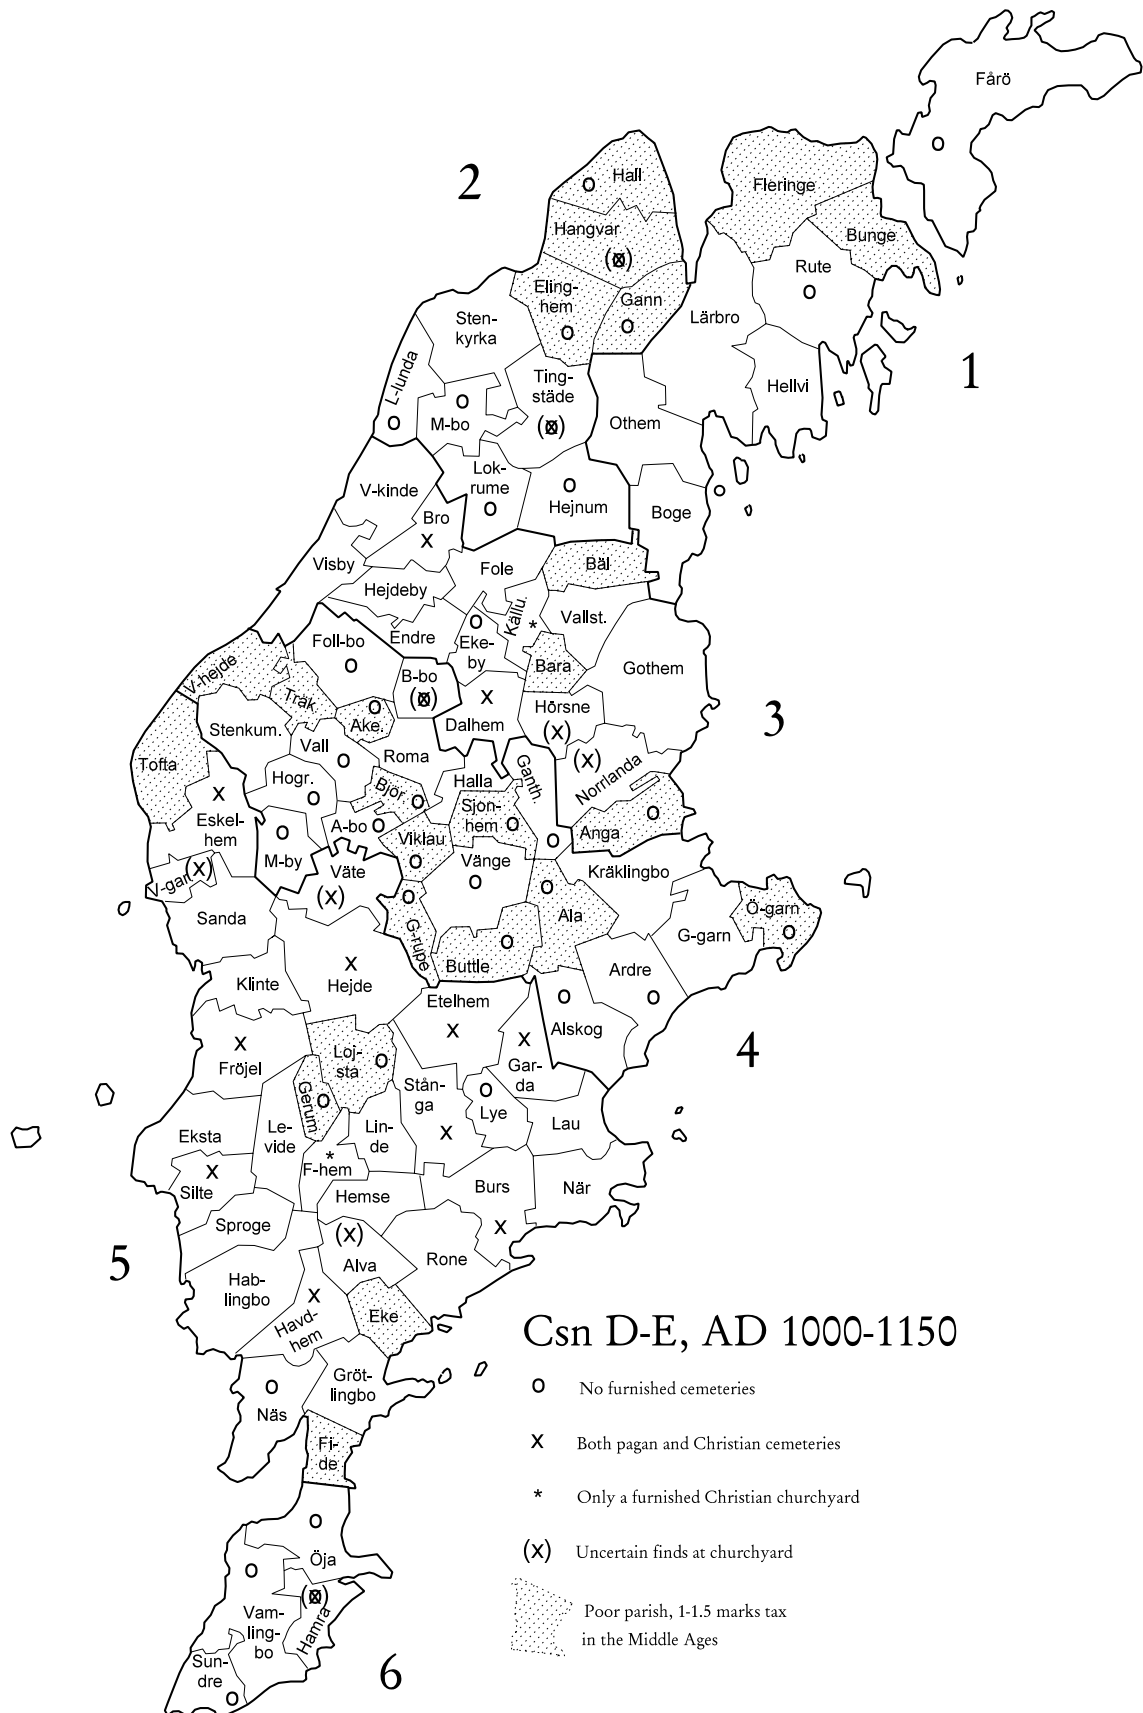 Fårö
o
2
Hall
o
Fleringe
Hangvar
(x)
Bunge
Rute
o
Eling-
hem
o
Gann
o
Sten-
kyrka
Lärbro
1
L-lunda
o
Ting-
städe
(x)
Hellvi
o
M-bo
Othem
V-kinde
Lok-
rume
o
o
Hejnum
o
Boge
Bro
x
Visby
Fole
Bäl
Hejdeby
Källu.
*
Vallst.
Endre
o
Eke-
by
Foll-bo
o
V-hejde
B-bo
(x)
Bara
Gothem
Träk
o
Ake.
x
Dalhem
Hörsne
(x)
3
Stenkum.
Vall
o
Roma
(x)
Norrlanda
Tofta
Halla
Ganth.
o
Hogr.
o
Björ
o
x
Eskel-
hem
Sjon-
hem
o
A-bo o
Anga
o
o
M-by
Viklau
o
V-gar
(x)
Väte
(x)
Vänge
o
Kräklingbo
o
Ala
Sanda
o
G-rupe
Ö-garn
o
G-garn
Buttle
o
Klinte
x
Hejde
Ardre
o
Etelhem
x
o
Alskog
x
Fröjel
x
Gar-
da
4
Loj-
sta
o
Gerum
o
Stån-
ga
x
o
Lye
Eksta
Le-
vide
Lin-
de
Lau
x
Silte
*
F-hem
Hemse
Burs
x
När
Sproge
(x)
Alva
Rone
5
Hab-
lingbo
x
Havd-
hem
Eke
Csn D-E, AD 1000-1150
o
Näs
Gröt-
lingbo
o No furnished cemeteries
Fi-
de
x Both pagan and Christian cemeteries
* Only a furnished Christian churchyard
o
Öja
(x) Uncertain finds at churchyard
o
(x)
Hamra
Vam-
ling-
bo
Poor parish, 1-1.5 marks tax
in the Middle Ages
Sun-
dre
o
6